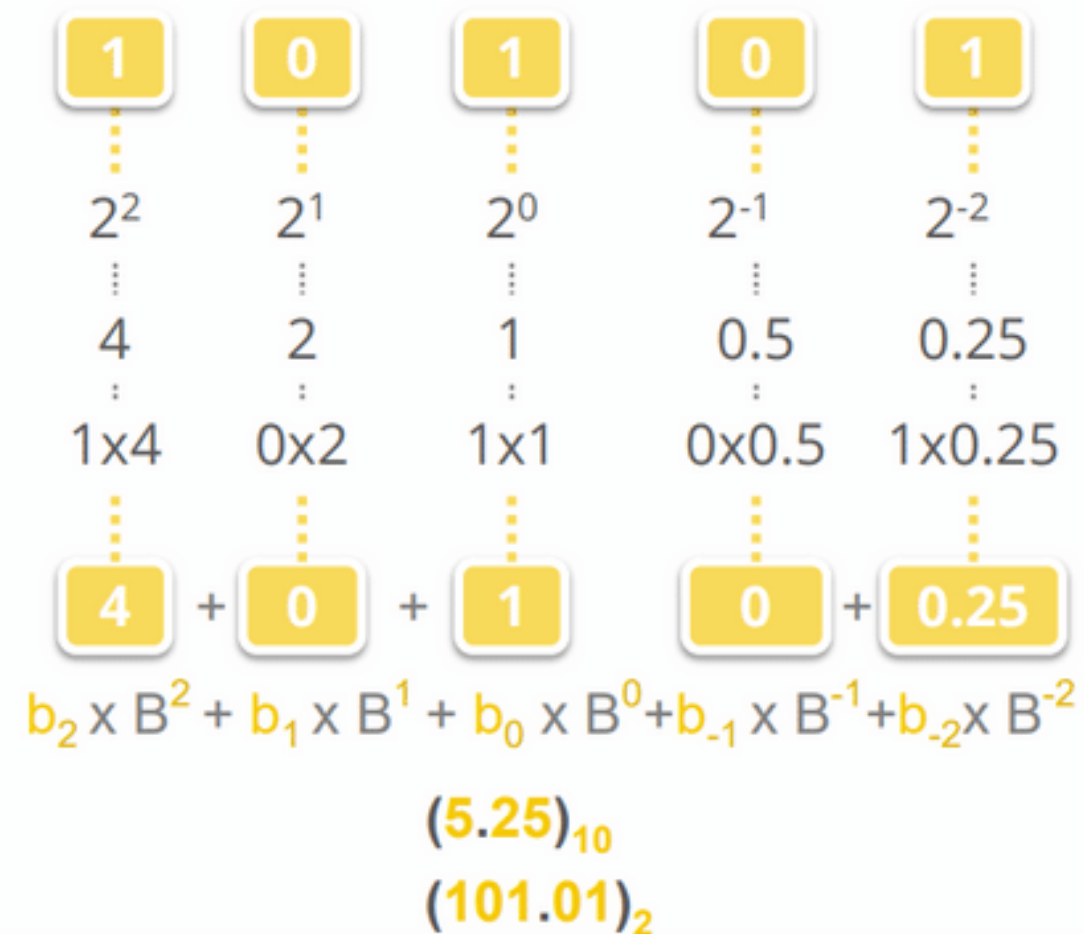 1 0 1 0 1
2² 2¹ 2⁰ 2⁻¹ 2⁻²
4 2 1 0.5 0.25
1x4 0x2 1x1 0x0.5 1x0.25
4 + 0 + 1 0 + 0.25
b₂ x B² + b₁ x B¹ + b₀ x B⁰+b₋₁ x B⁻¹+b₋₂x B⁻²
(5.25)₁₀
(101.01)₂